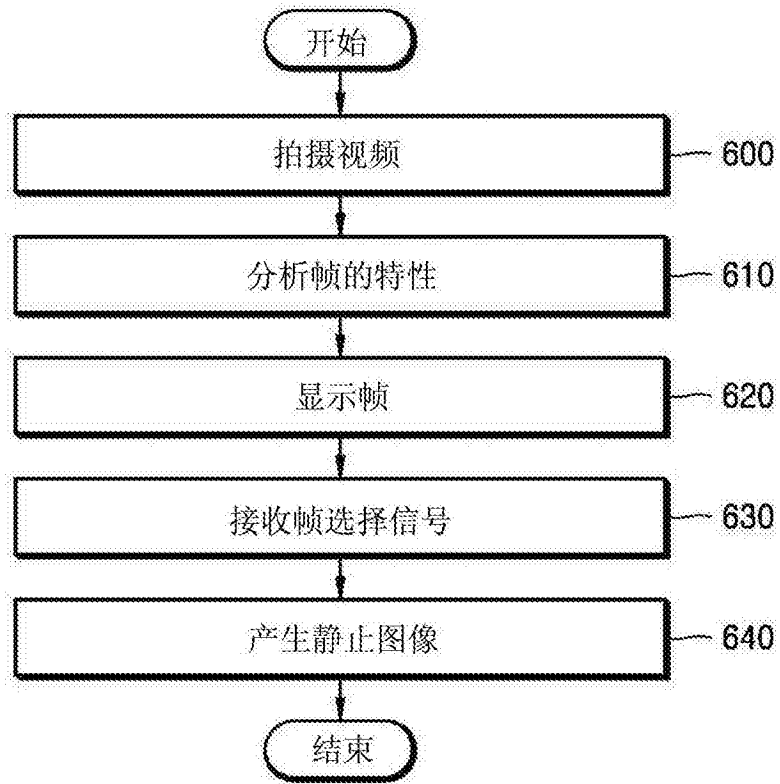 开始
拍摄视频 600
分析帧的特性 610
显示帧 620
接收帧选择信号 630
产生静止图像 640
结束